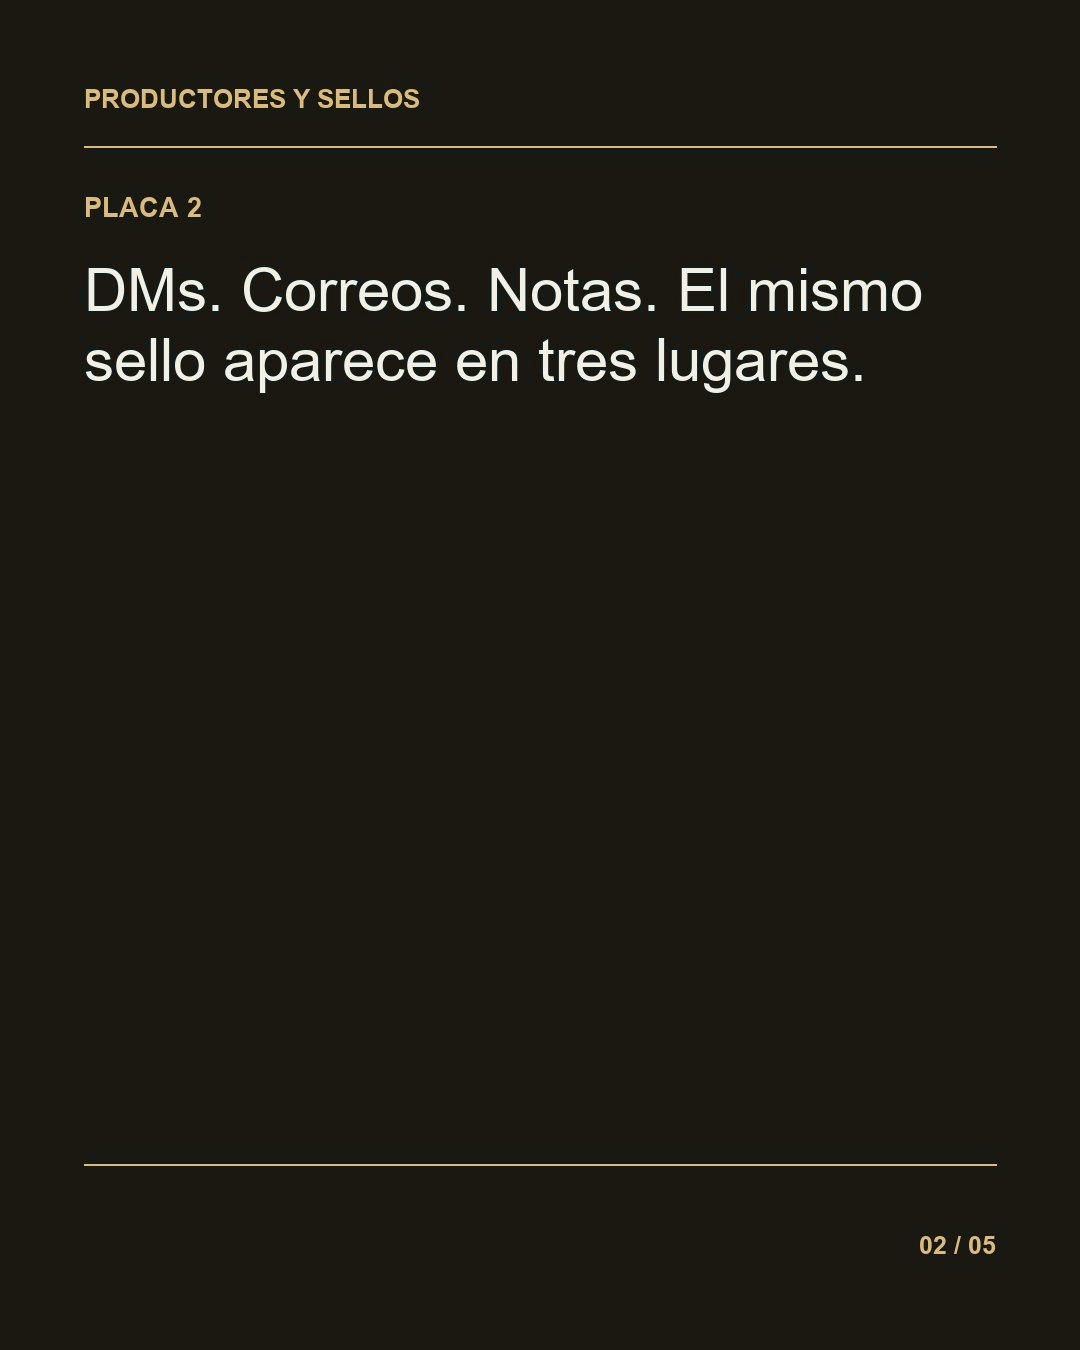 PRODUCTORES Y SELLOS
PLACA 2
DMs. Correos. Notas. El mismo
sello aparece en tres lugares.
02 / 05